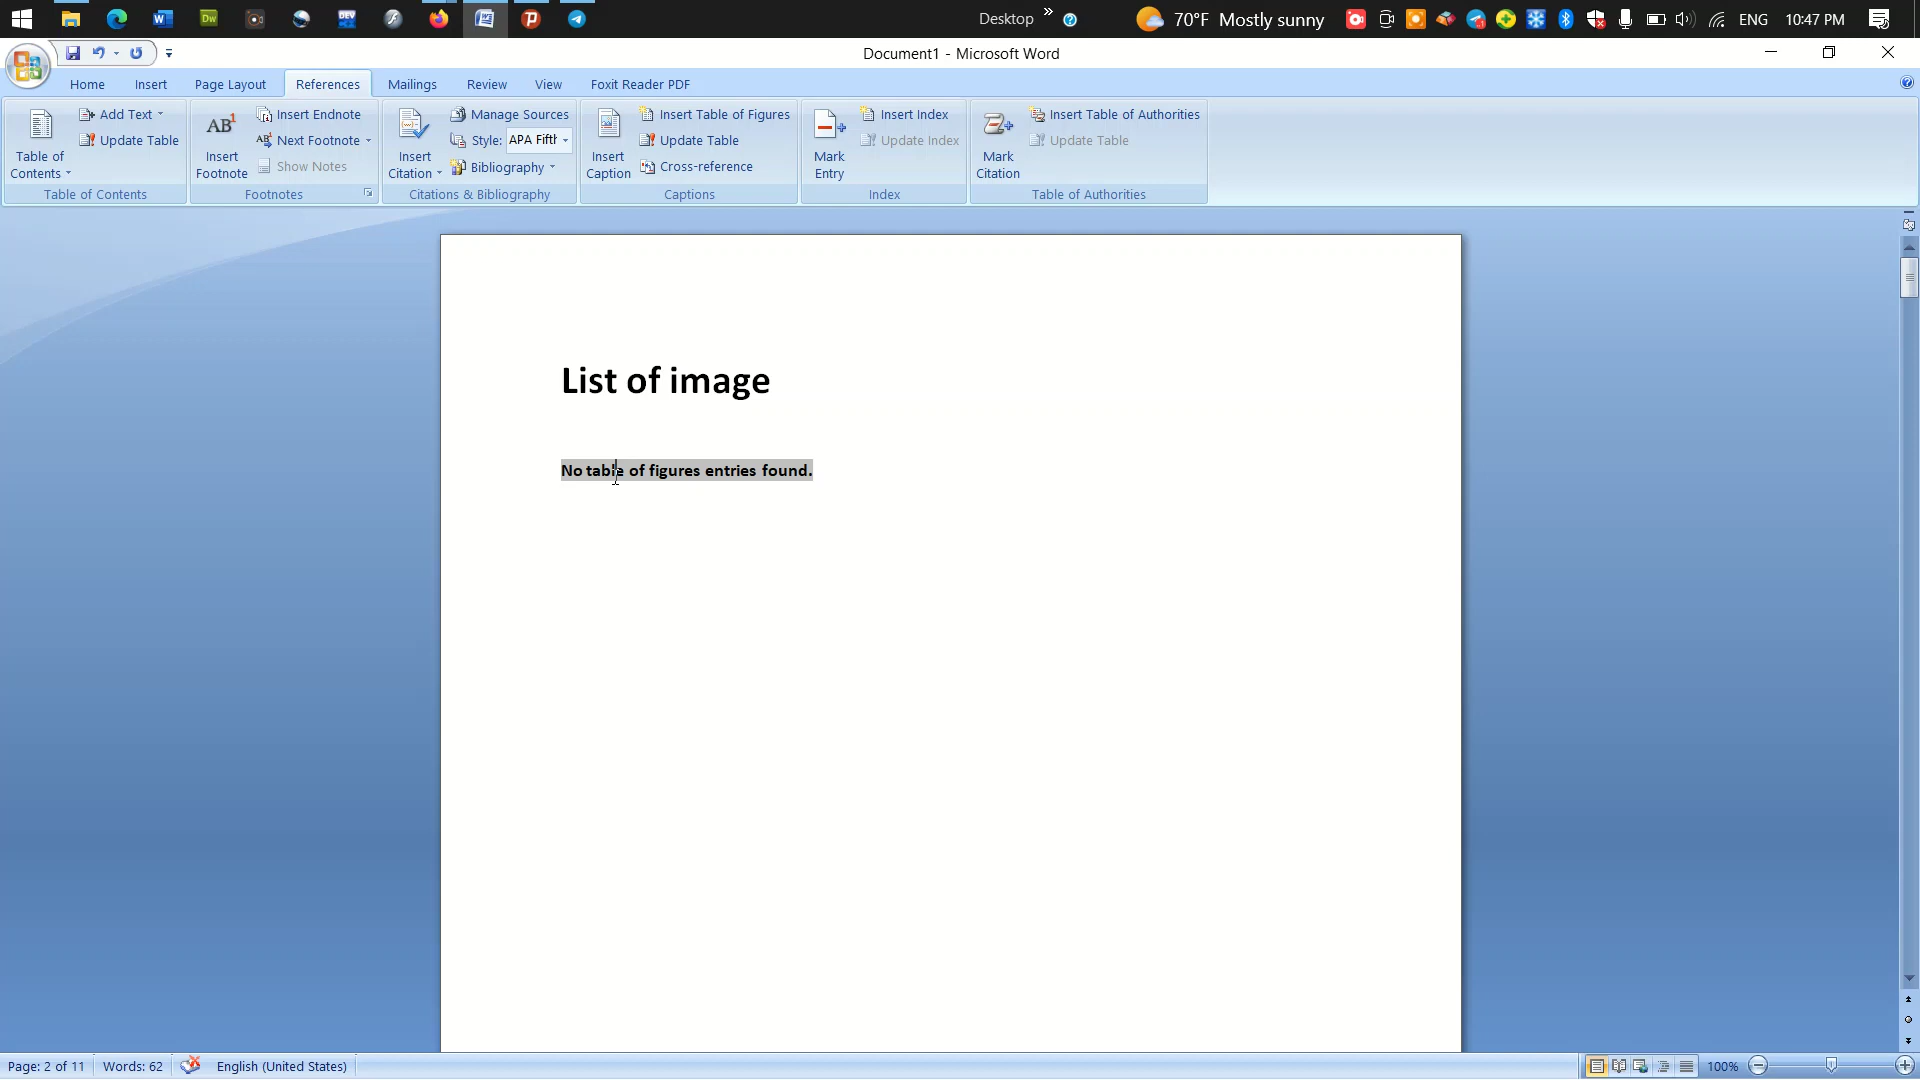 Desktop » 70°F Mostly sunny ENG 10:47 PM
Document1 - Microsoft Word
Home Insert Page Layout References Mailings Review View Foxit Reader PDF
Table of Contents
Add Text
Update Table
Table of Contents
AB1 Insert Footnote
Insert Endnote
AB1 Next Footnote
Show Notes
Footnotes
Insert Citation
Manage Sources
Style: APA Fifth
Bibliography
Citations & Bibliography
Insert Caption
Insert Table of Figures
Update Table
Cross-reference
Captions
Mark Entry
Insert Index
Update Index
Index
Mark Citation
Insert Table of Authorities
Update Table
Table of Authorities
List of image
No table of figures entries found.
Page: 2 of 11 Words: 62 English (United States) 100%